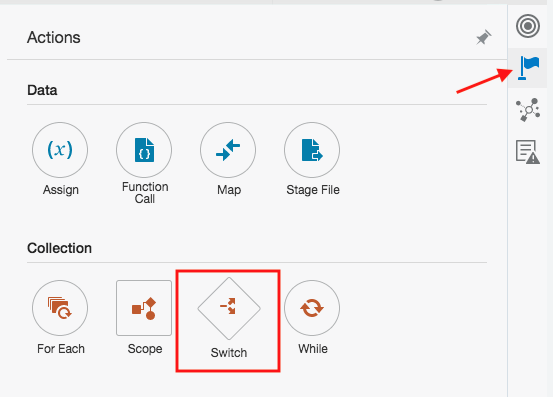 Actions
Data
(x)
{}
Assign
Function
Call
Map
Stage File
Collection
For Each
Scope
Switch
While